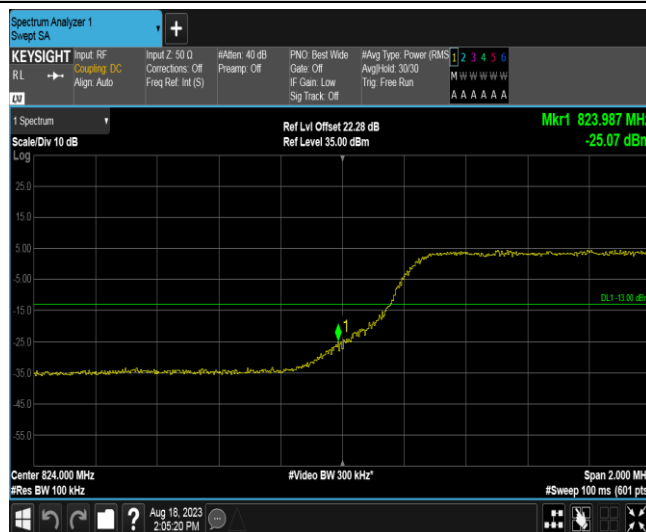 Spectrum Analyzer 1
Swept SA
+
KEYSIGHT
RL
LXI
Input: RF
Coupling: DC
Align: Auto
Input Z: 50 Ω
Corrections: Off
Freq Ref: Int (S)
#Atten: 40 dB
Preamp: Off
PNO: Best Wide
Gate: Off
IF Gain: Low
Sig Track: Off
#Avg Type: Power (RMS
Avg|Hold: 30/30
Trig: Free Run
1 2 3 4 5 6
M W W W W W
A A A A A A
1 Spectrum
Scale/Div 10 dB
Log
Ref Lvl Offset 22.28 dB
Ref Level 35.00 dBm
Mkr1 823.987 MHz
-25.07 dBm
25.0
15.0
5.00
-5.00
-15.0
-25.0
-35.0
-45.0
-55.0
1
DL1 -13.00 dBm
Center 824.000 MHz
#Res BW 100 kHz
#Video BW 300 kHz*
Span 2.000 MHz
#Sweep 100 ms (601 pts
?
Aug 18, 2023
2:05:20 PM